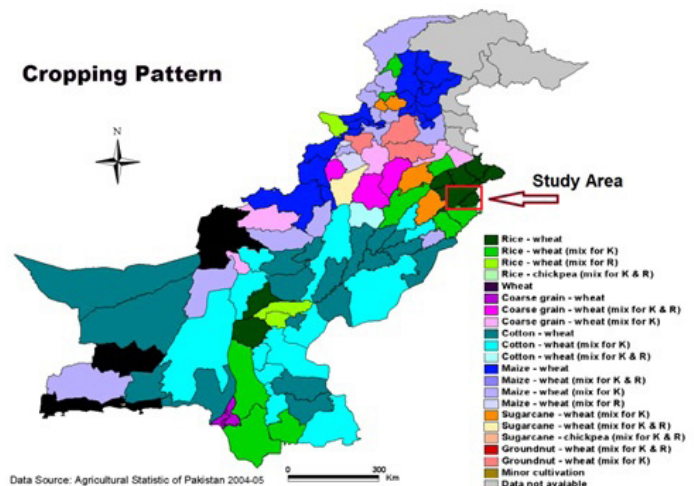 Cropping Pattern
N
Study Area
Rice - wheat
Rice - wheat (mix for K)
Rice - wheat (mix for R)
Rice - chickpea (mix for K & R)
Wheat
Coarse grain - wheat
Coarse grain - wheat (mix for K & R)
Coarse grain - wheat (mix for K)
Cotton - wheat
Cotton - wheat (mix for K)
Cotton - wheat (mix for K & R)
Maize - wheat
Maize - wheat (mix for K & R)
Maize - wheat (mix for K)
Maize - wheat (mix for R)
Sugarcane - wheat (mix for K)
Sugarcane - wheat (mix for K & R)
Sugarcane - chickpea (mix for K & R)
Groundnut - wheat (mix for K & R)
Groundnut - wheat (mix for K)
Minor cultivation
Data not avaiable
0 300
Km
Data Source: Agricultural Statistic of Pakistan 2004-05